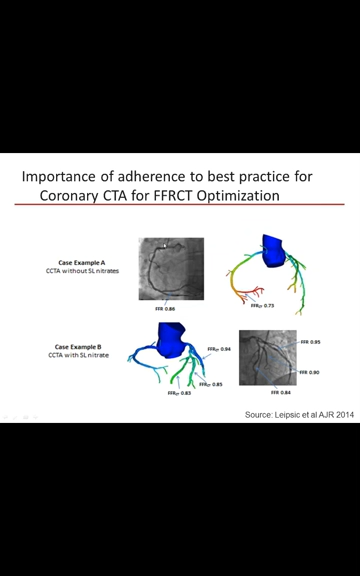 Importance of adherence to best practice for
Coronary CTA for FFRCT Optimization
Case Example A
CCTA without SL nitrates
FFR 0.88
FFRCT 0.73
Case Example B
CCTA with SL nitrate
FFRCT 0.94
FFRCT 0.85
FFRCT 0.83
FFR 0.95
FFR 0.90
FFR 0.84
Source: Leipsic et al AJR 2014